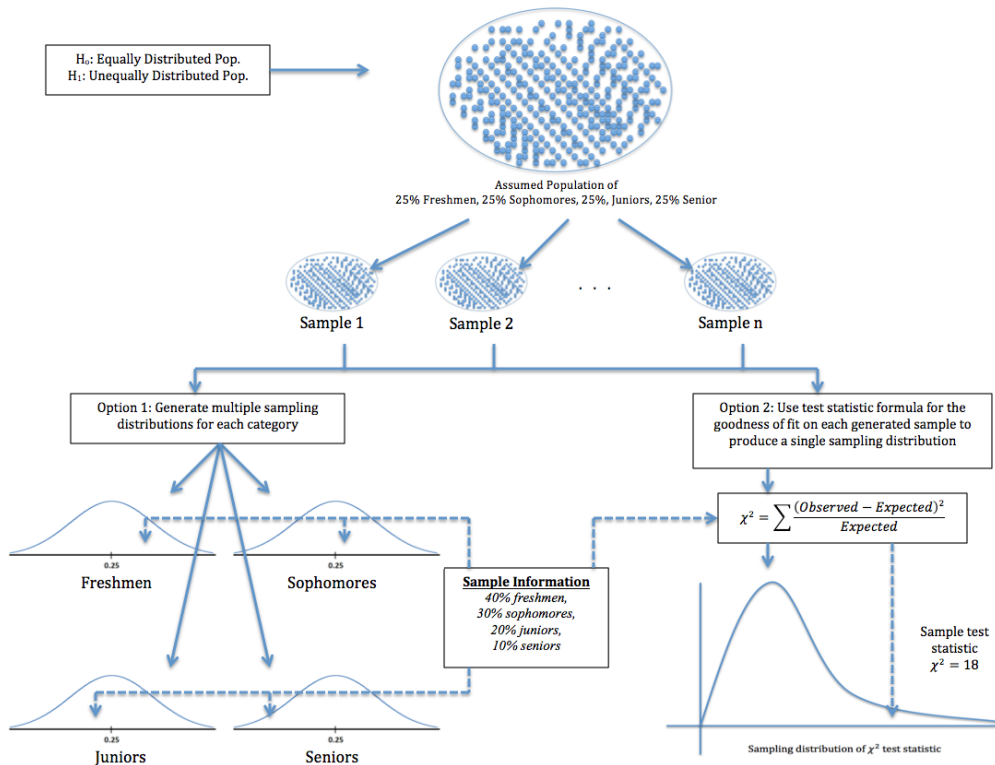 H₀: Equally Distributed Pop.
H₁: Unequally Distributed Pop.
Assumed Population of
25% Freshmen, 25% Sophomores, 25%, Juniors, 25% Senior
Sample 1
Sample 2
. . .
Sample n
Option 1: Generate multiple sampling
distributions for each category
Option 2: Use test statistic formula for the
goodness of fit on each generated sample to
produce a single sampling distribution
χ² = ∑ (Observed − Expected)² / Expected
0.25
Freshmen
0.25
Sophomores
Sample Information
40% freshmen,
30% sophomores,
20% juniors,
10% seniors
Sample test
statistic
χ² = 18
0.25
Juniors
0.25
Seniors
Sampling distribution of χ² test statistic